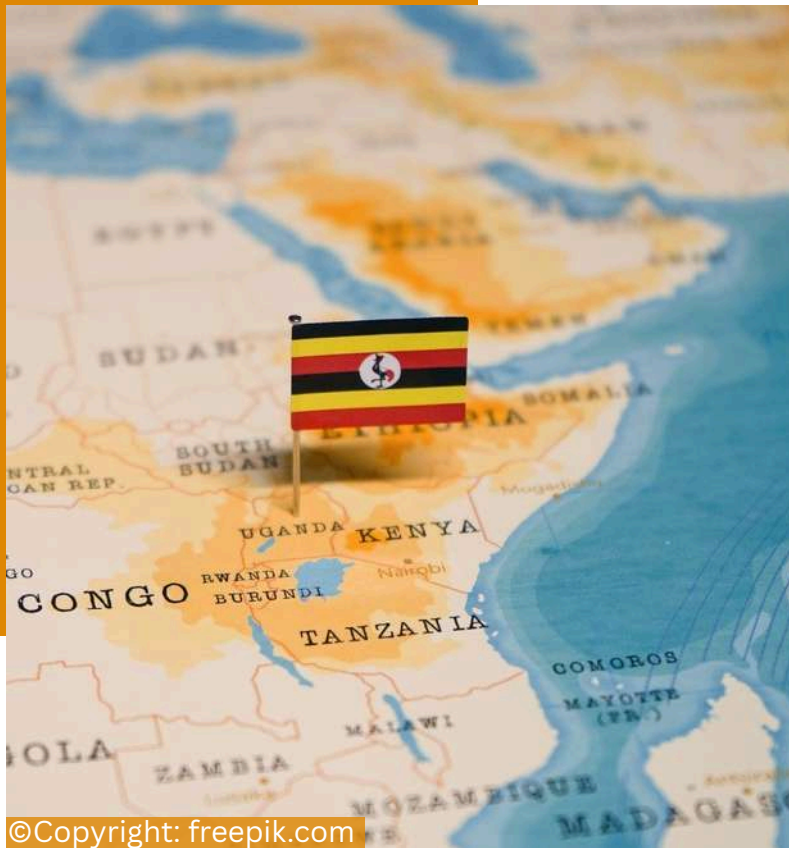 EGYPT
SUDAN
YEMEN
SOMALIA
ETHIOPIA
SOUTH
SUDAN
NTRAL
CAN REP.
Mogadishu
UGANDA
KENYA
GO
CONGO
RWANDA
BURUNDI
Nairobi
TANZANIA
COMOROS
MAYOTTE
(FR.)
MALAWI
GOLA
ZAMBIA
MOZAMBIQUE
MADAGAS
©Copyright: freepik.com